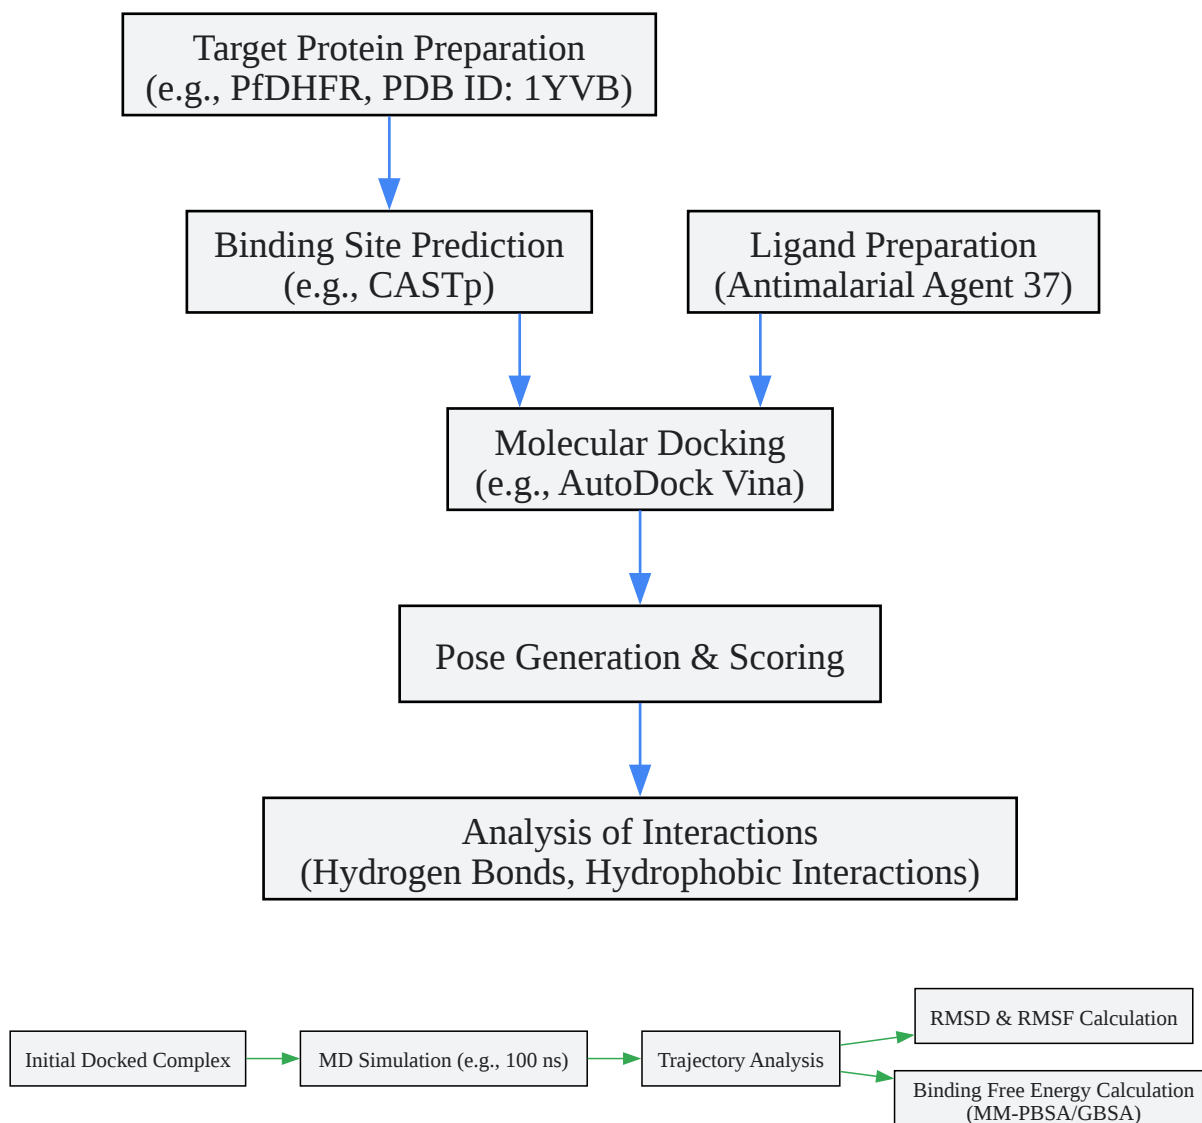 Target Protein Preparation
(e.g., PfDHFR, PDB ID: 1YVB)
Binding Site Prediction
(e.g., CASTp)
Ligand Preparation
(Antimalarial Agent 37)
Molecular Docking
(e.g., AutoDock Vina)
Pose Generation & Scoring
Analysis of Interactions
(Hydrogen Bonds, Hydrophobic Interactions)
Initial Docked Complex
MD Simulation (e.g., 100 ns)
Trajectory Analysis
RMSD & RMSF Calculation
Binding Free Energy Calculation
(MM-PBSA/GBSA)